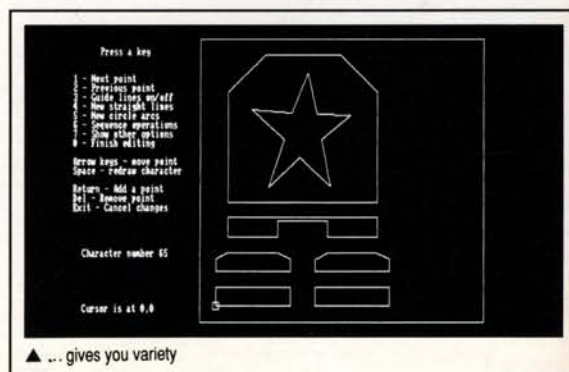 Press a key
1 - Next point
2 - Previous point
3 - Guide lines on/off
4 - New straight lines
5 - New circle arcs
6 - Sequence operations
7 - Show other options
0 - Finish editing
Arrow keys - move point
Space - redraw character
Return - Add a point
Del - Remove point
Exit - Cancel changes
Character number 65
Cursor is at 0,0
▲ ... gives you variety